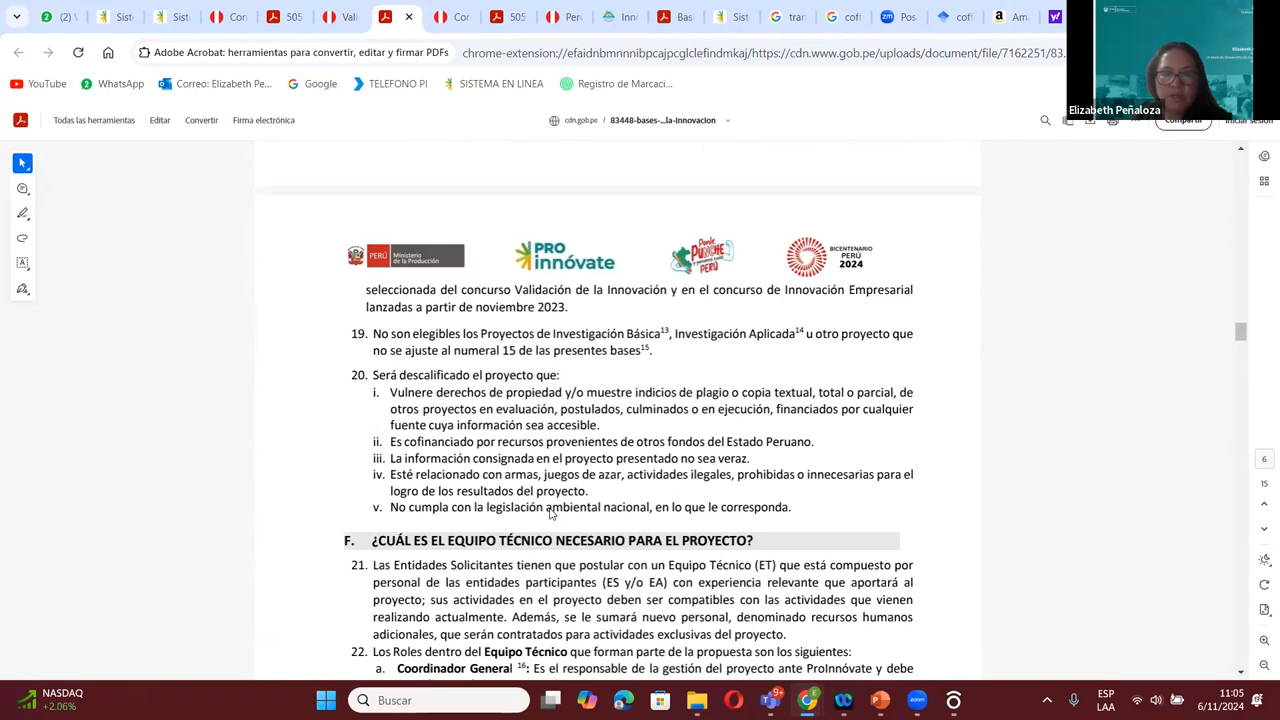 Sist
Sist
505
PDF
505
Inn
trad
zm
cof
Am
Adobe Acrobat: herramientas para convertir, editar y firmar PDFs
chrome-extension://efaidnbmnnnibpcajpcglclefindmkaj/https://cdn.www.gob.pe/uploads/document/file/7162251/83
YouTube
WhatsApp
Correo: Elizabeth Pe...
Google
TELEFONO PI
SISTEMA EN LINEA
Registro de Marcaci...
Elizabeth Peñaloza
Todas las herramientas
Editar
Convertir
Firma electrónica
cdn.gob.pe / 83448-bases-...la-innovacion
Compartir
Iniciar sesión
PERÚ Ministerio de la Producción
PRO innóvate
BICENTENARIO PERÚ 2024
seleccionada del concurso Validación de la Innovación y en el concurso de Innovación Empresarial
lanzadas a partir de noviembre 2023.
19. No son elegibles los Proyectos de Investigación Básica13, Investigación Aplicada14 u otro proyecto que
no se ajuste al numeral 15 de las presentes bases15.
20. Será descalificado el proyecto que:
i. Vulnere derechos de propiedad y/o muestre indicios de plagio o copia textual, total o parcial, de
otros proyectos en evaluación, postulados, culminados o en ejecución, financiados por cualquier
fuente cuya información sea accesible.
ii. Es cofinanciado por recursos provenientes de otros fondos del Estado Peruano.
iii. La información consignada en el proyecto presentado no sea veraz.
iv. Esté relacionado con armas, juegos de azar, actividades ilegales, prohibidas o innecesarias para el
logro de los resultados del proyecto.
v. No cumpla con la legislación ambiental nacional, en lo que le corresponda.
F. ¿CUÁL ES EL EQUIPO TÉCNICO NECESARIO PARA EL PROYECTO?
21. Las Entidades Solicitantes tienen que postular con un Equipo Técnico (ET) que está compuesto por
personal de las entidades participantes (ES y/o EA) con experiencia relevante que aportará al
proyecto; sus actividades en el proyecto deben ser compatibles con las actividades que vienen
realizando actualmente. Además, se le sumará nuevo personal, denominado recursos humanos
adicionales, que serán contratados para actividades exclusivas del proyecto.
22. Los Roles dentro del Equipo Técnico que forman parte de la propuesta son los siguientes:
a. Coordinador General 16: Es el responsable de la gestión del proyecto ante ProInnóvate y debe
6
15
NASDAQ
+2.06%
Buscar
ESP
LAA
11:05
6/11/2024